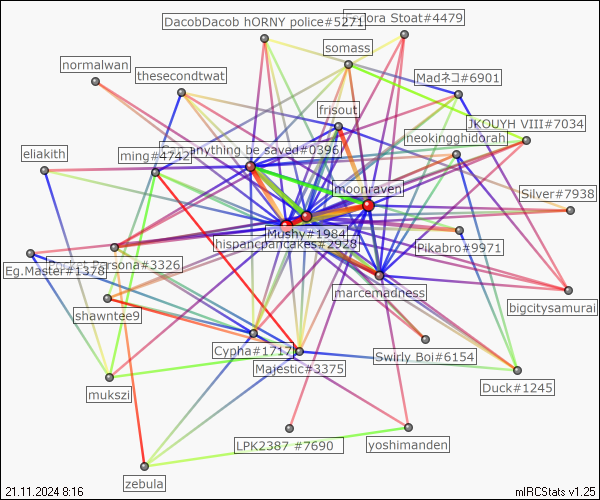 DacobDacob hORNY police#5271
ora Stoat#4479
somass
normalwan
thesecondtwat
Madネコ#6901
frisout
JKOUYH VIII#7034
neokingghidorah
anything be saved#0396
ming#4742
eliakith
moonraven
Silver#7938
Mushy#1984
hispancpancakes#2928
Pikabro#9971
Persona#3326
Eg.Master#1378
marcemadness
bigcitysamurai
shawntee9
Cypha#1717
Swirly Boi#6154
Majestic#3375
Duck#1245
mukszi
LPK2387 #7690
yoshimanden
zebula
21.11.2024 8:16
mIRCStats v1.25